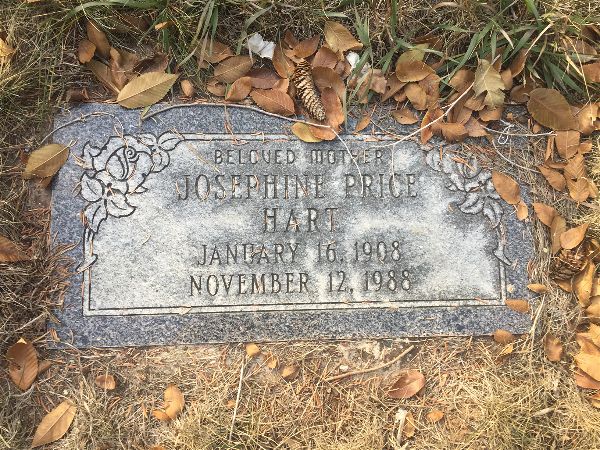 BELOVED MOTHER
JOSEPHINE PRICE
HART
JANUARY 16, 1908
NOVEMBER 12, 1988